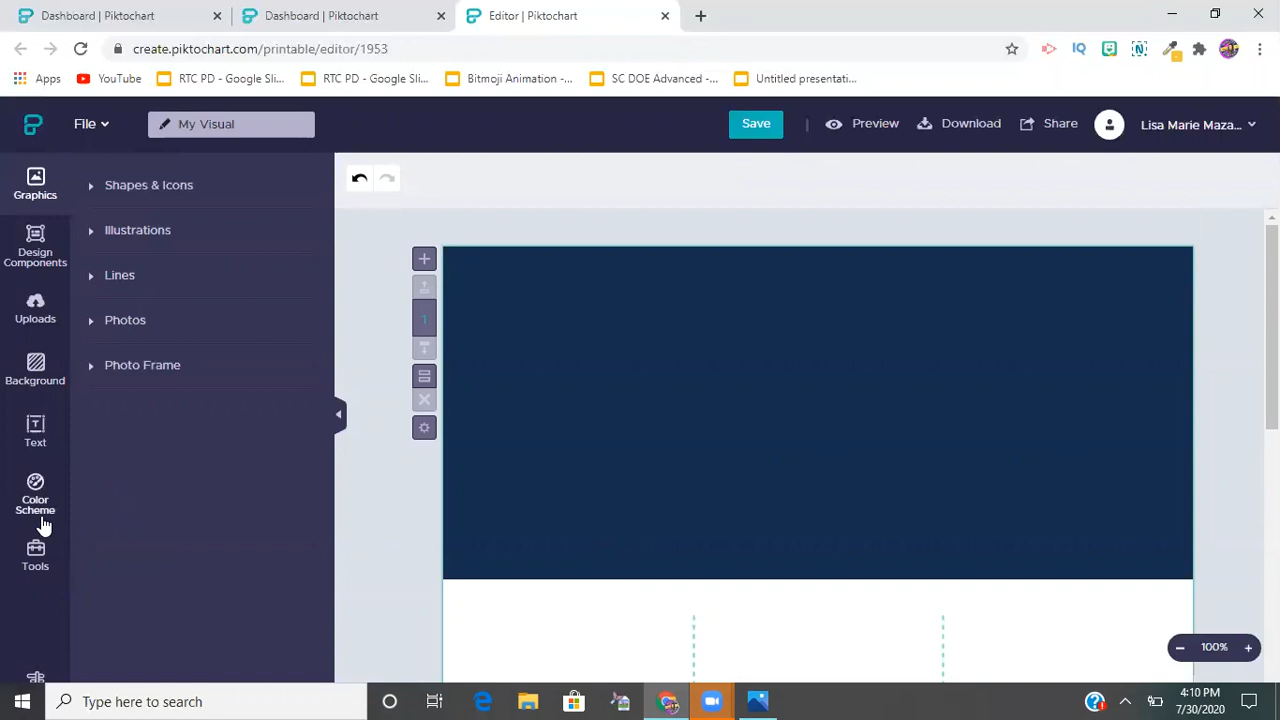 Dashboard | Piktochart
Dashboard | Piktochart
Editor | Piktochart
create.piktochart.com/printable/editor/1953
Apps
YouTube
RTC PD - Google Sli...
RTC PD - Google Sli...
Bitmoji Animation -...
SC DOE Advanced -...
Untitled presentati...
File
My Visual
Save
Preview
Download
Share
Lisa Marie Maza...
Graphics
Shapes & Icons
Illustrations
Design
Components
Lines
Uploads
Photos
Background
Photo Frame
Text
Color
Scheme
Tools
1
100%
Type here to search
4:10 PM
7/30/2020